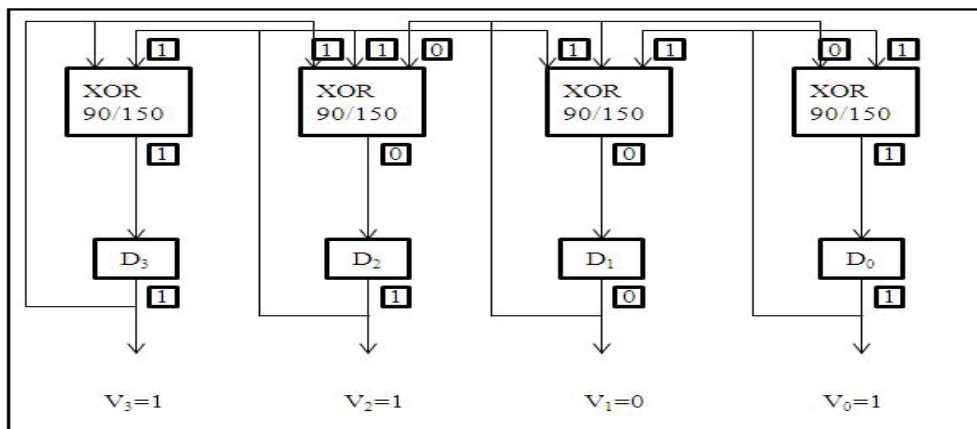 1 1 1 0 1 1 0 1
XOR XOR XOR XOR
90/150 90/150 90/150 90/150
1 0 0 1
D₃ D₂ D₁ D₀
1 1 0 1
V₃=1 V₂=1 V₁=0 V₀=1